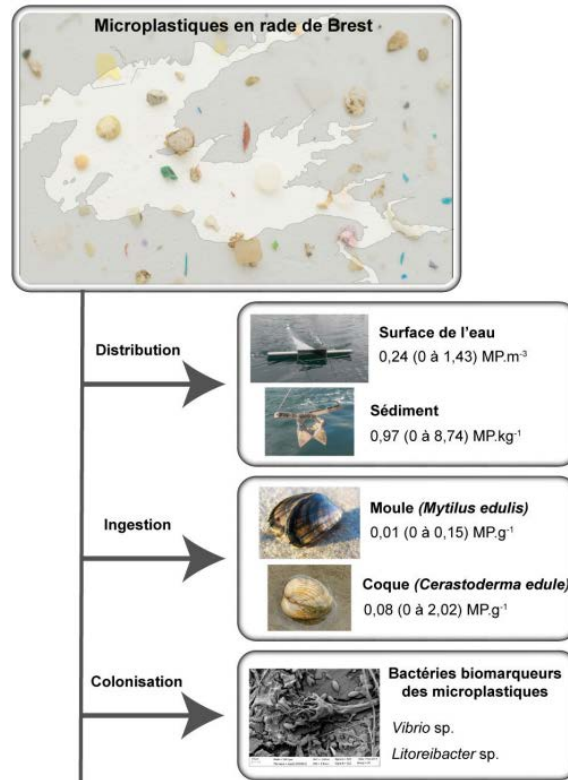 Microplastiques en rade de Brest
Distribution
Surface de l'eau
0,24 (0 à 1,43) MP.m⁻³
Sédiment
0,97 (0 à 8,74) MP.kg⁻¹
Ingestion
Moule (Mytilus edulis)
0,01 (0 à 0,15) MP.g⁻¹
Coque (Cerastoderma edule)
0,08 (0 à 2,02) MP.g⁻¹
Colonisation
Bactéries biomarqueurs
des microplastiques
Vibrio sp.
Litoreibacter sp.